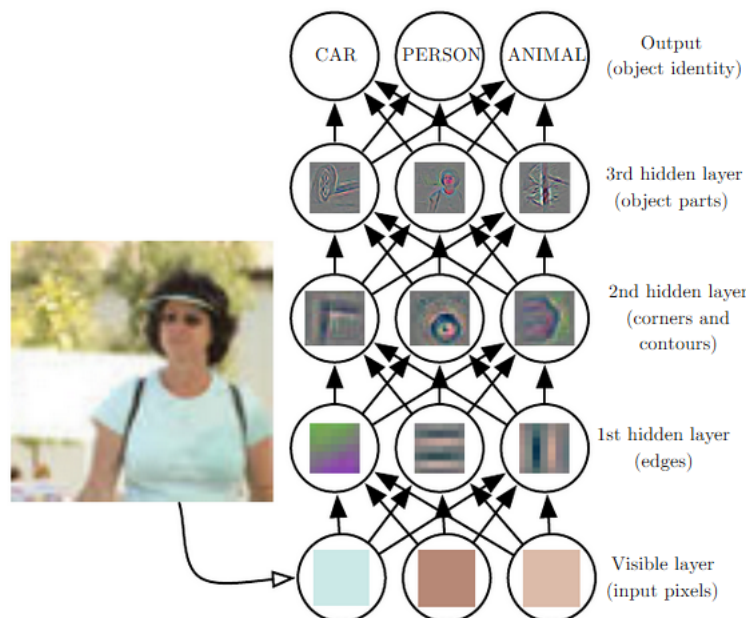 CAR PERSON ANIMAL
Output
(object identity)
3rd hidden layer
(object parts)
2nd hidden layer
(corners and
contours)
1st hidden layer
(edges)
Visible layer
(input pixels)